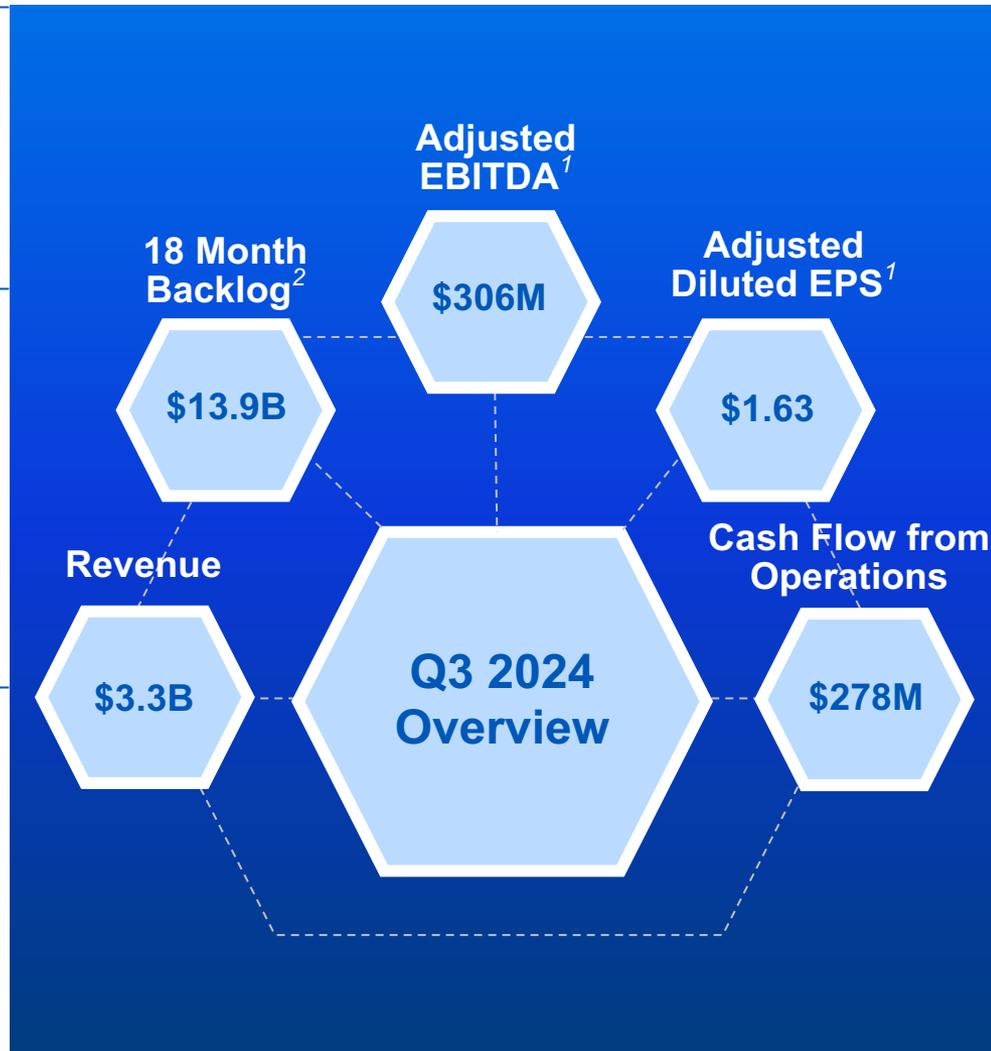 Adjusted
EBITDA1
$306M
18 Month
Backlog2
$13.9B
Adjusted
Diluted EPS1
$1.63
Revenue
$3.3B
Cash Flow from
Operations
$278M
Q3 2024
Overview